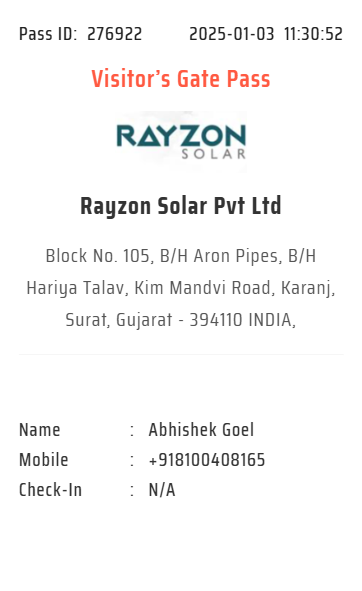 Pass ID: 276922 2025-01-03 11:30:52
Visitor's Gate Pass
RAYZON
SOLAR
Rayzon Solar Pvt Ltd
Block No. 105, B/H Aron Pipes, B/H
Hariya Talav, Kim Mandvi Road, Karanj,
Surat, Gujarat - 394110 INDIA,
Name : Abhishek Goel
Mobile : +918100408165
Check-In : N/A